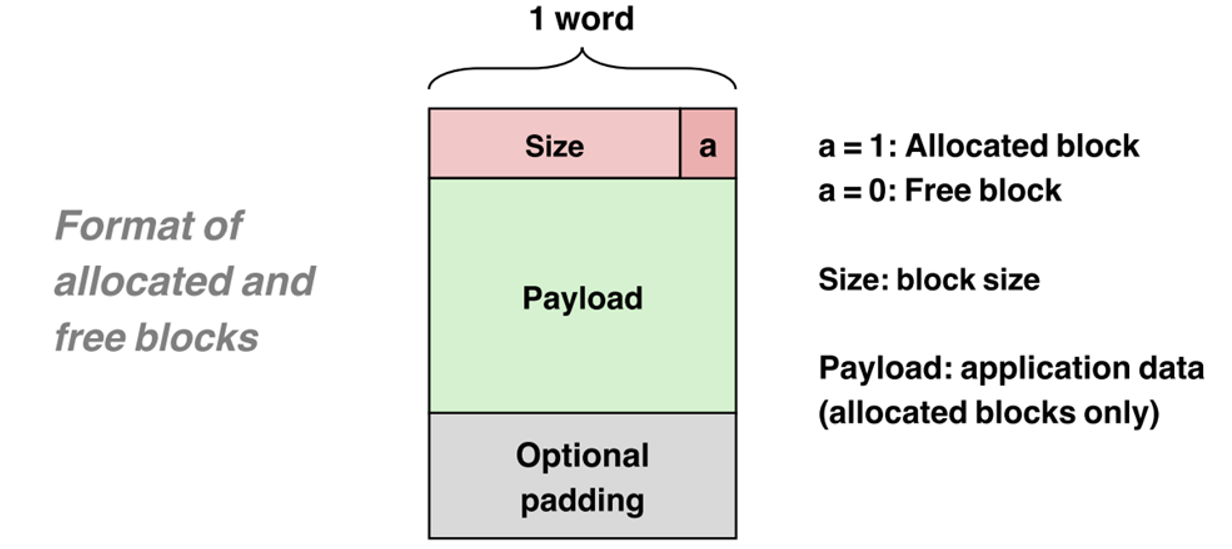 1 word
Size a
Payload
Optional
padding
Format of
allocated and
free blocks
a = 1: Allocated block
a = 0: Free block
Size: block size
Payload: application data
(allocated blocks only)